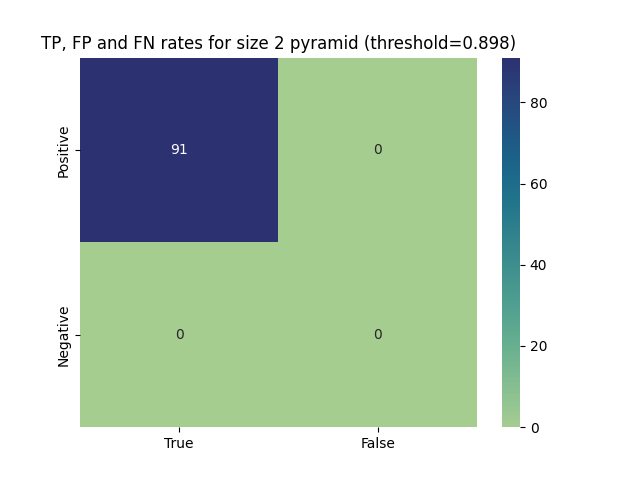 TP, FP and FN rates for size 2 pyramid (threshold=0.898)
Positive
91
0
Negative
0
0
True
False
80
60
40
20
0